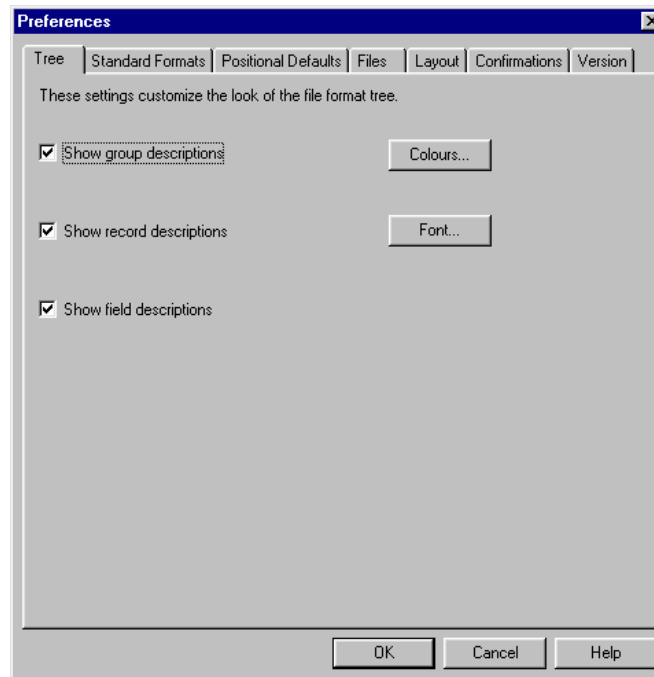 Preferences
Tree Standard Formats Positional Defaults Files Layout Confirmations Version
These settings customize the look of the file format tree.
Show group descriptions Colours...
Show record descriptions Font...
Show field descriptions
OK Cancel Help